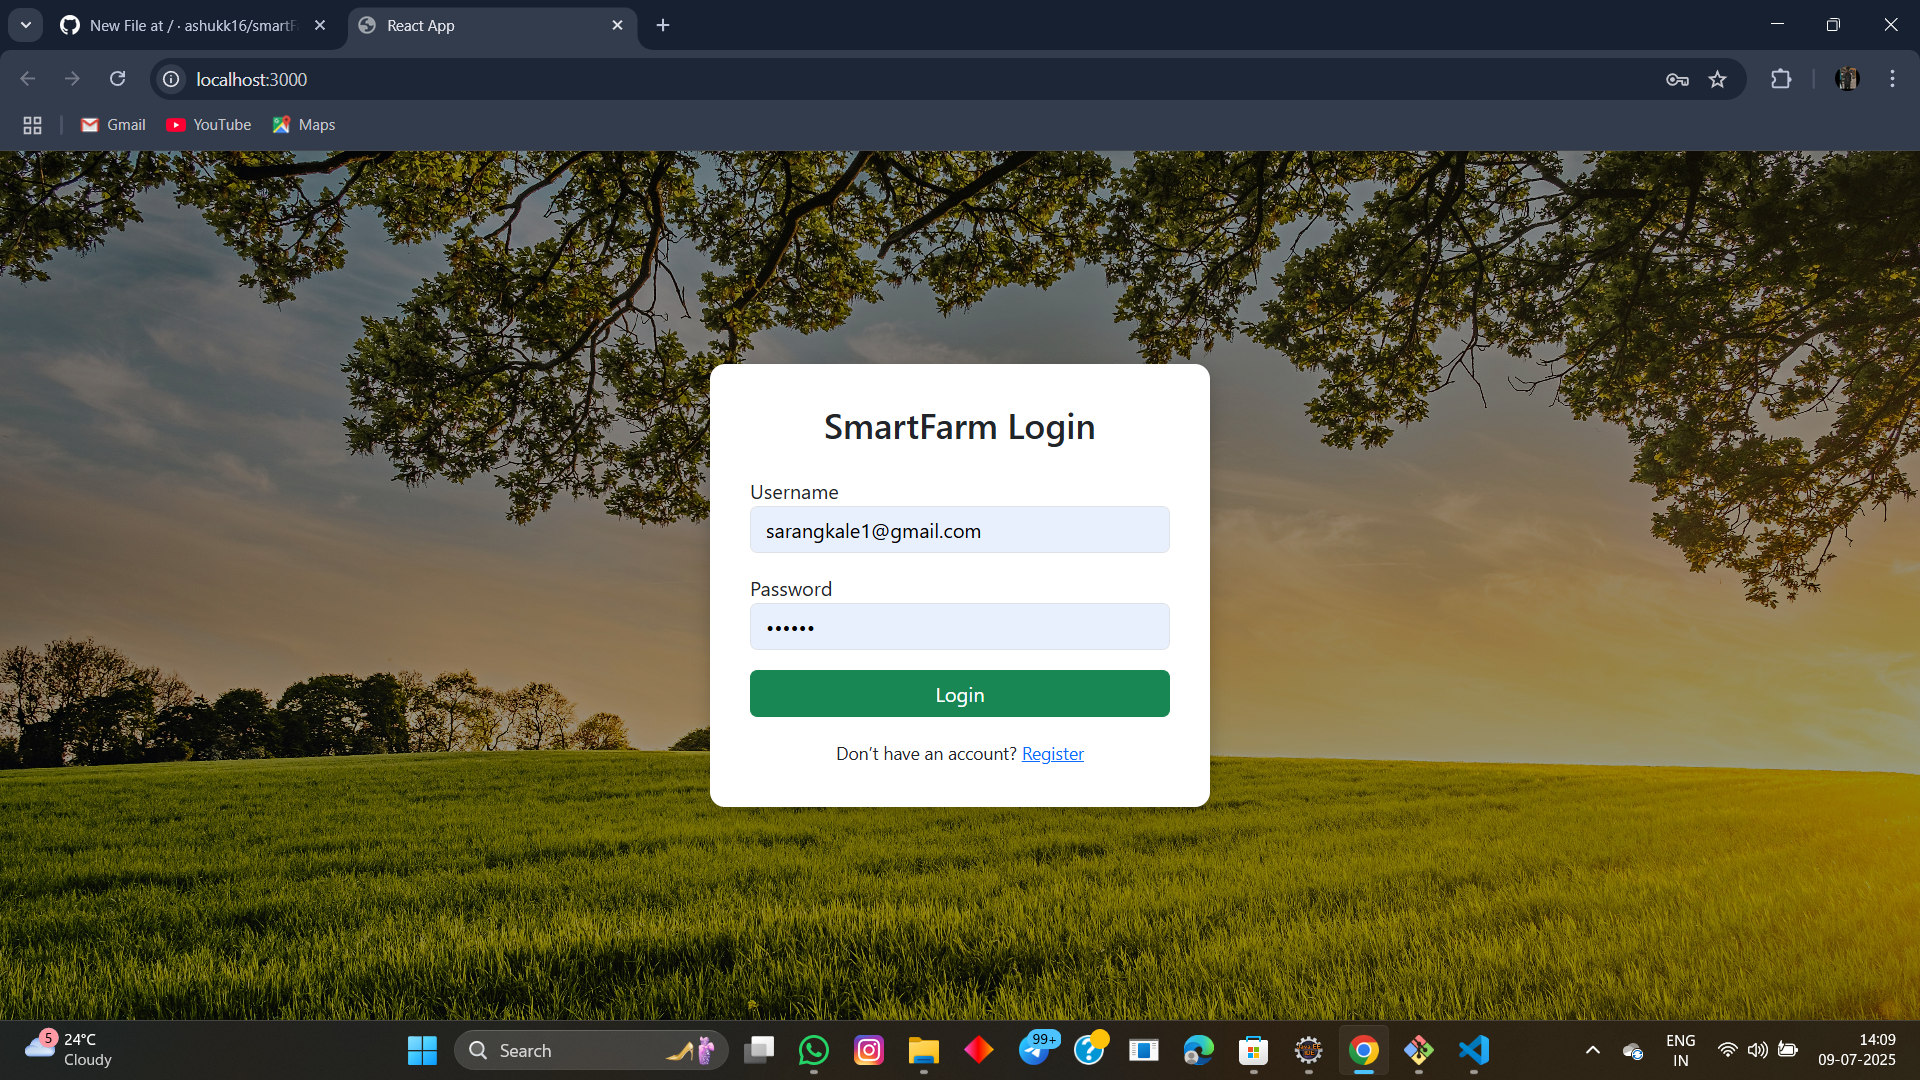 New File at / · ashukk16/smartF
React App
localhost:3000
Gmail
YouTube
Maps
SmartFarm Login
Username
sarangkale1@gmail.com
Password
••••••
Login
Don't have an account? Register
5
24°C
Cloudy
Search
99+
ENG
IN
14:09
09-07-2025